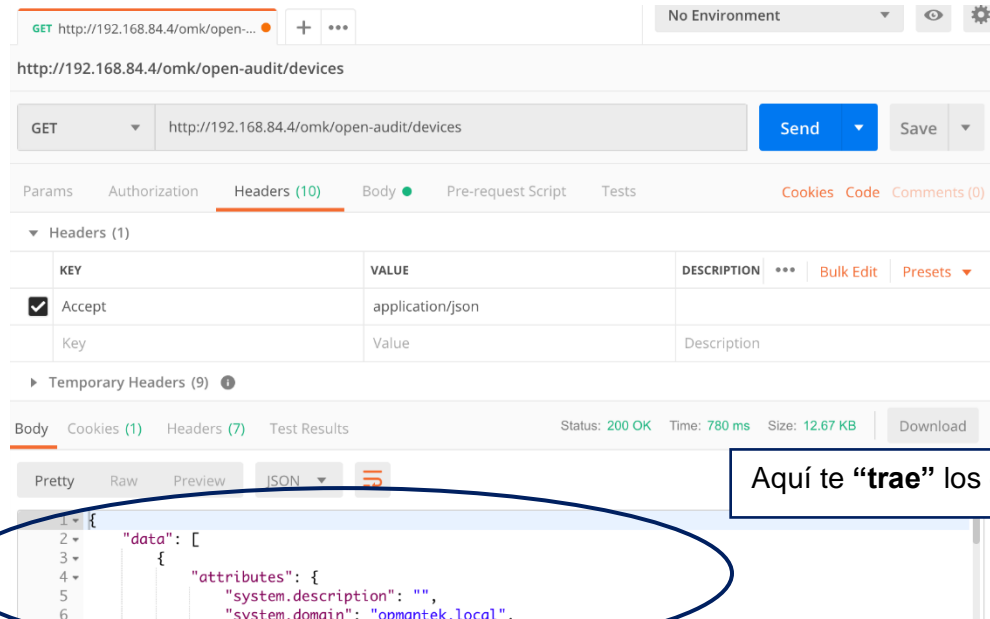 GET http://192.168.84.4/omk/open-... + •••
No Environment
http://192.168.84.4/omk/open-audit/devices
GET http://192.168.84.4/omk/open-audit/devices Send Save
Params Authorization Headers (10) Body Pre-request Script Tests Cookies Code Comments (0)
Headers (1)
KEY VALUE DESCRIPTION ••• Bulk Edit Presets
Accept application/json
Key Value Description
Temporary Headers (9) i
Body Cookies (1) Headers (7) Test Results Status: 200 OK Time: 780 ms Size: 12.67 KB Download
Pretty Raw Preview JSON
Aquí te “trae” los
1 {
2 "data": [
3 {
4 "attributes": {
5 "system.description": "",
6 "system.domain": "opmantek.local",